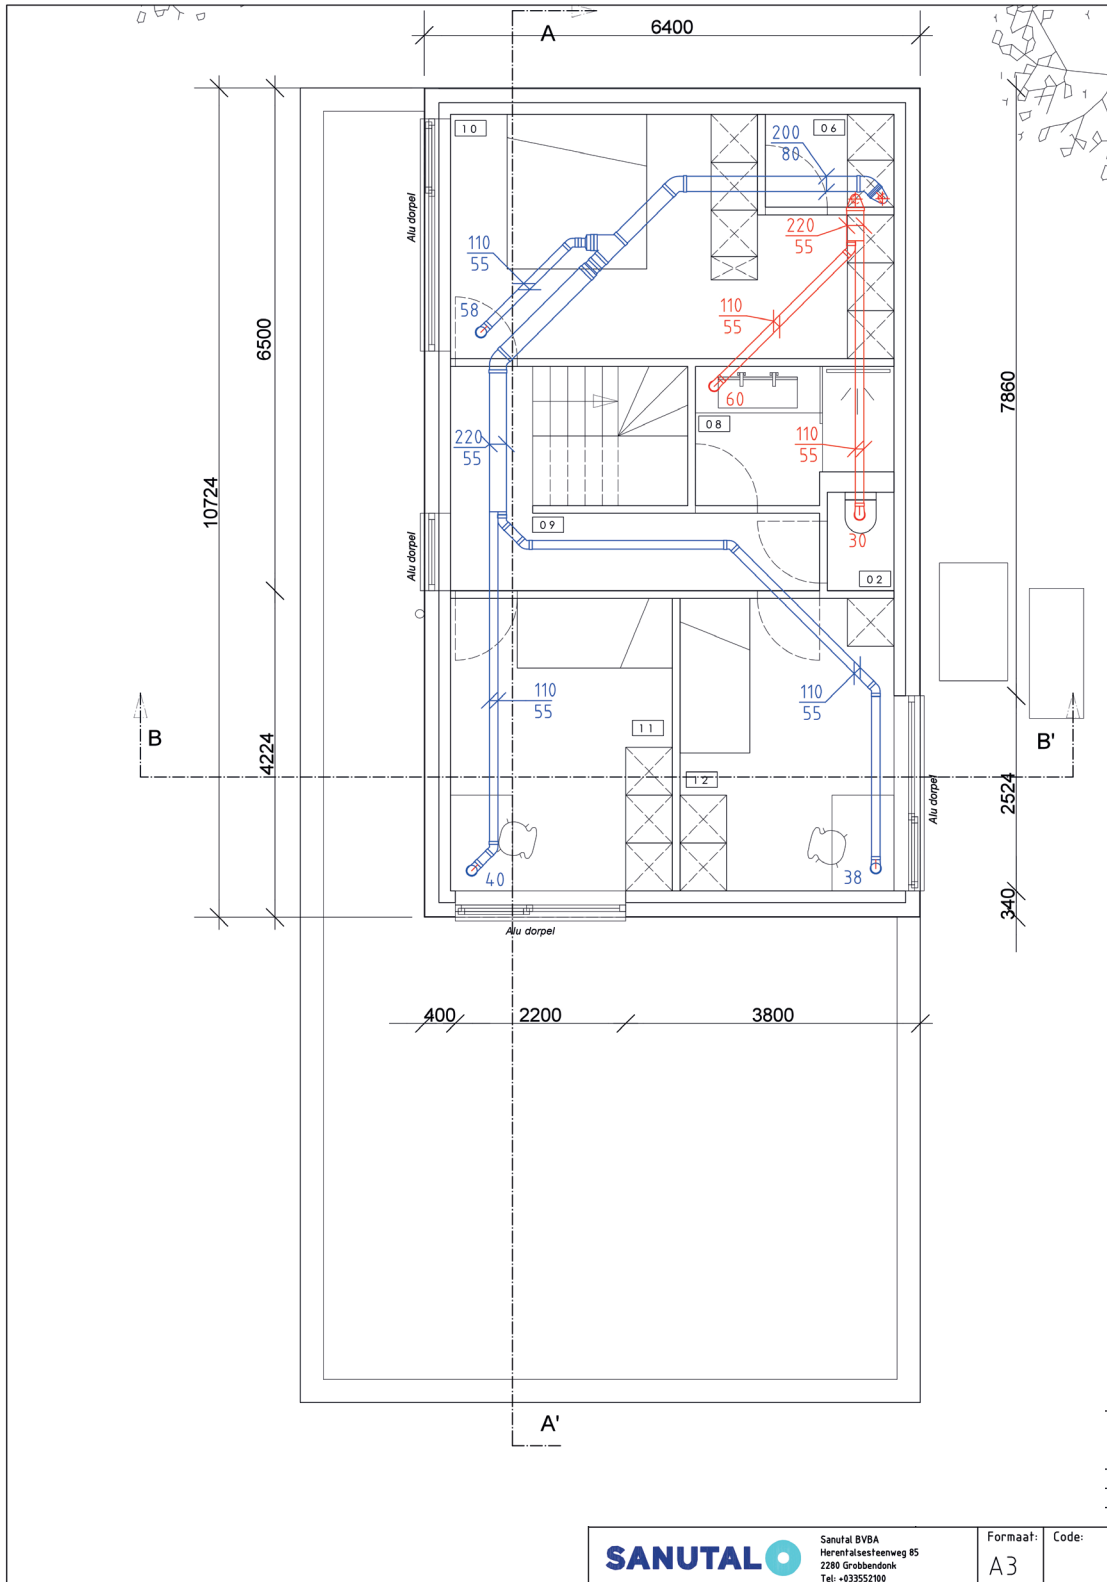 A
6400
10
06
200
80
Alu dorpel
110
55
220
55
58
110
55
6500
7860
60
08
220
55
110
55
10724
09
30
Alu dorpel
02
110
55
110
55
11
B
B'
4224
12
2524
Alu dorpel
40
38
340
Alu dorpel
400
2200
3800
A'
SANUTAL
Sanutal BVBA
Herentalsesteenweg 85
2280 Grobbendonk
Tel: +033552100
Formaat:
A3
Code: